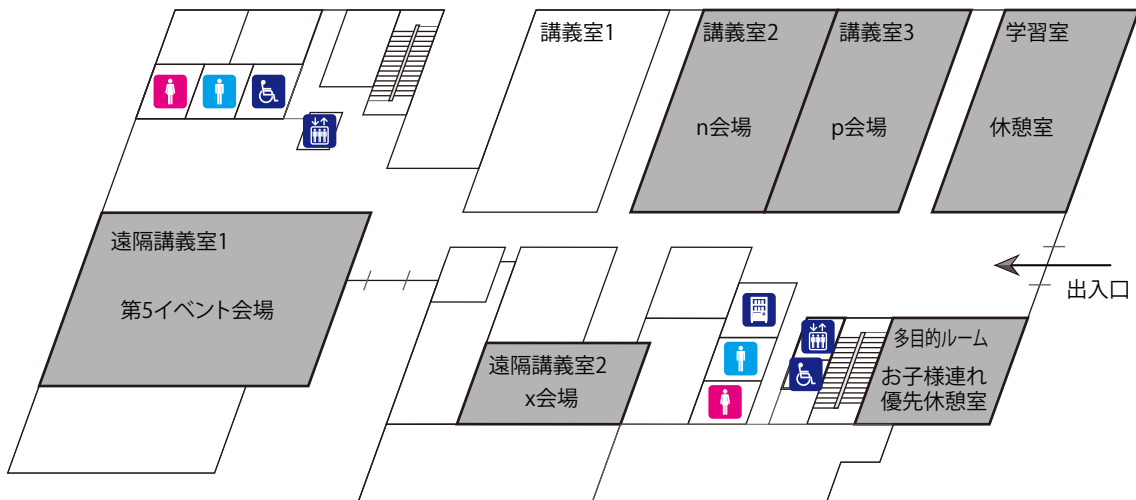 講義室1
講義室2
講義室3
学習室
n会場
p会場
休憩室
遠隔講義室1
第5イベント会場
出入口
遠隔講義室2
x会場
多目的ルーム
お子様連れ
優先休憩室